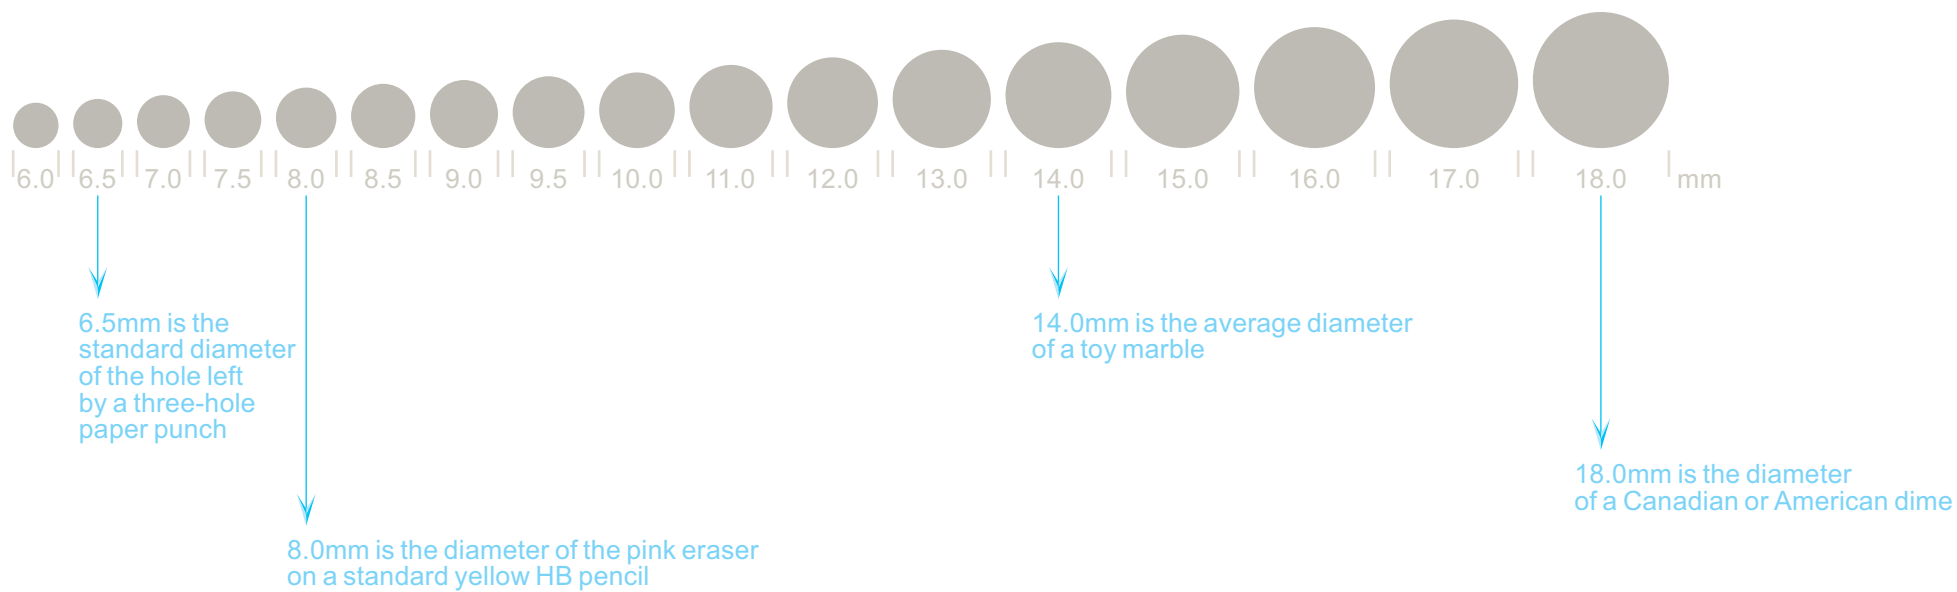 6.0 6.5 7.0 7.5 8.0 8.5 9.0 9.5 10.0 11.0 12.0 13.0 14.0 15.0 16.0 17.0 18.0 mm
6.5mm is the
standard diameter
of the hole left
by a three-hole
paper punch
8.0mm is the diameter of the pink eraser
on a standard yellow HB pencil
14.0mm is the average diameter
of a toy marble
18.0mm is the diameter
of a Canadian or American dime